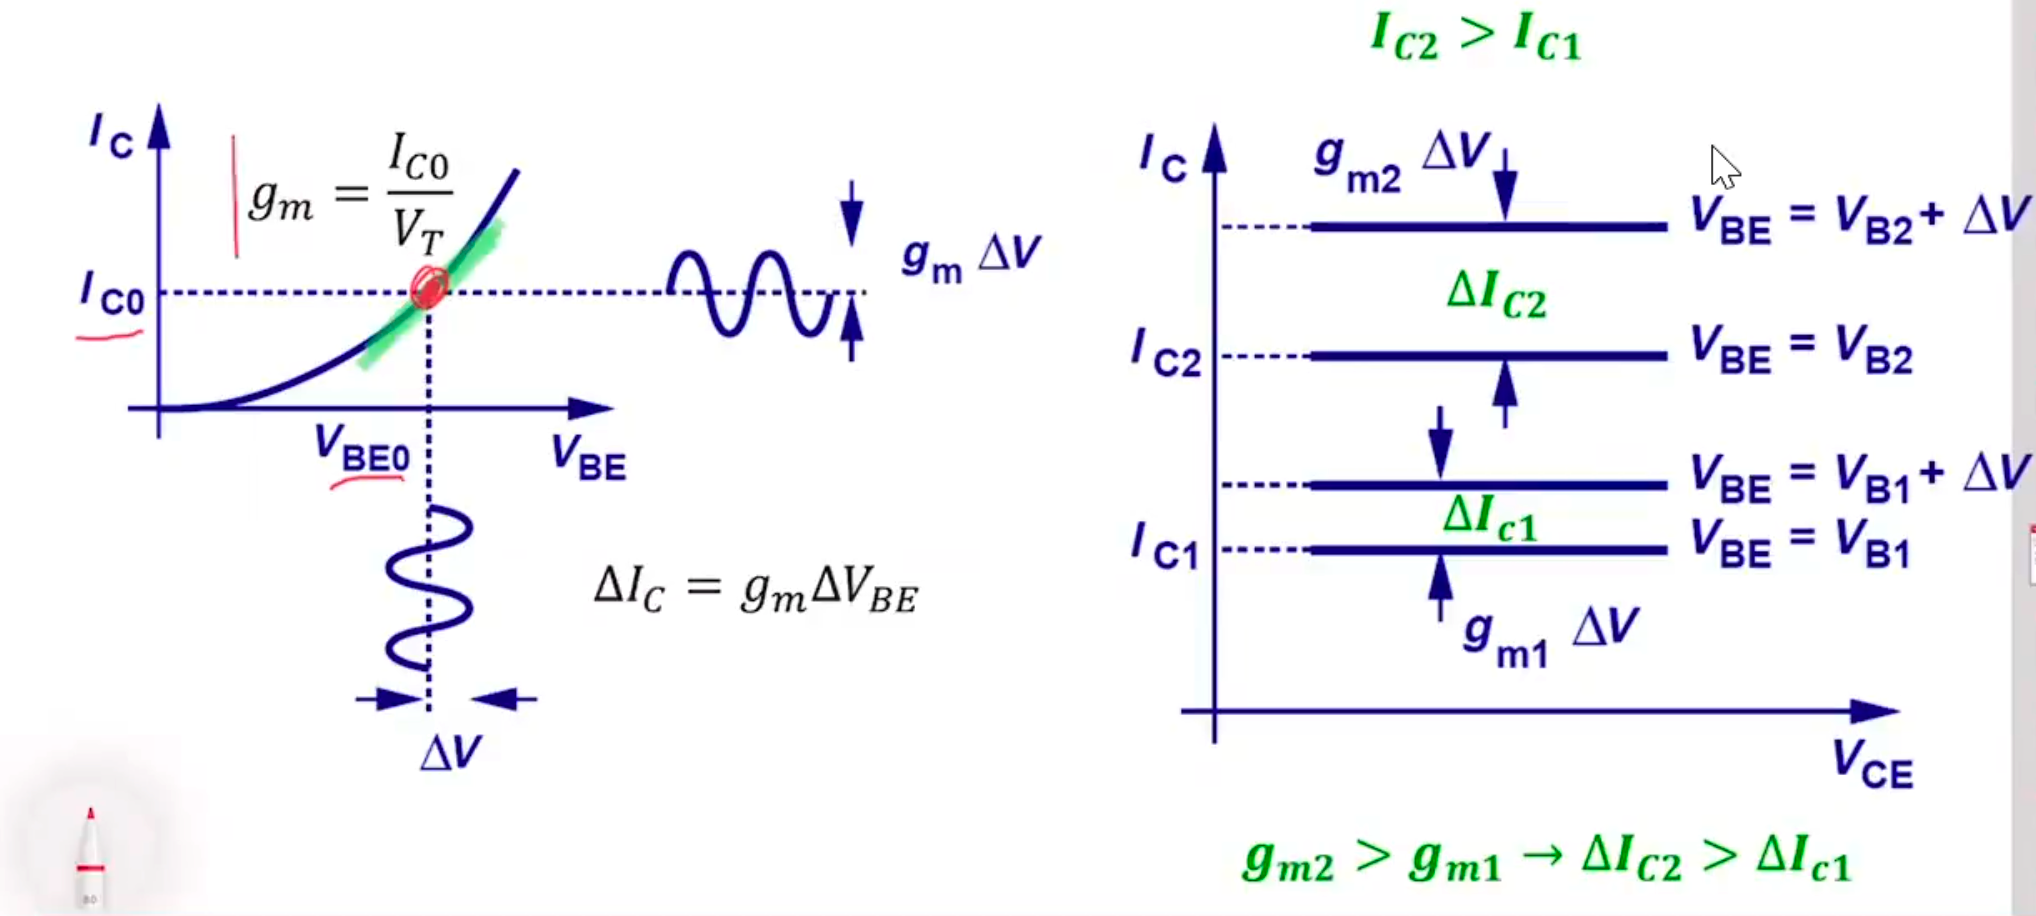 I_C2 > I_C1
I_C
g_m = I_C0 / V_T
I_C0
g_m ΔV
V_BE0
V_BE
ΔI_C = g_m ΔV_BE
ΔV
I_C
g_m2 ΔV
V_BE = V_B2 + ΔV
ΔI_C2
I_C2
V_BE = V_B2
V_BE = V_B1 + ΔV
ΔI_c1
I_C1
V_BE = V_B1
g_m1 ΔV
V_CE
g_m2 > g_m1 → ΔI_C2 > ΔI_c1